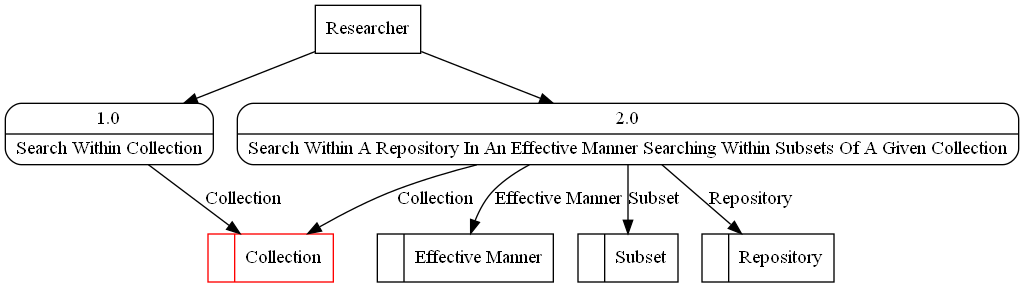 Researcher
1.0
Search Within Collection
2.0
Search Within A Repository In An Effective Manner Searching Within Subsets Of A Given Collection
Collection
Collection
Effective Manner
Subset
Repository
Collection
Effective Manner
Subset
Repository